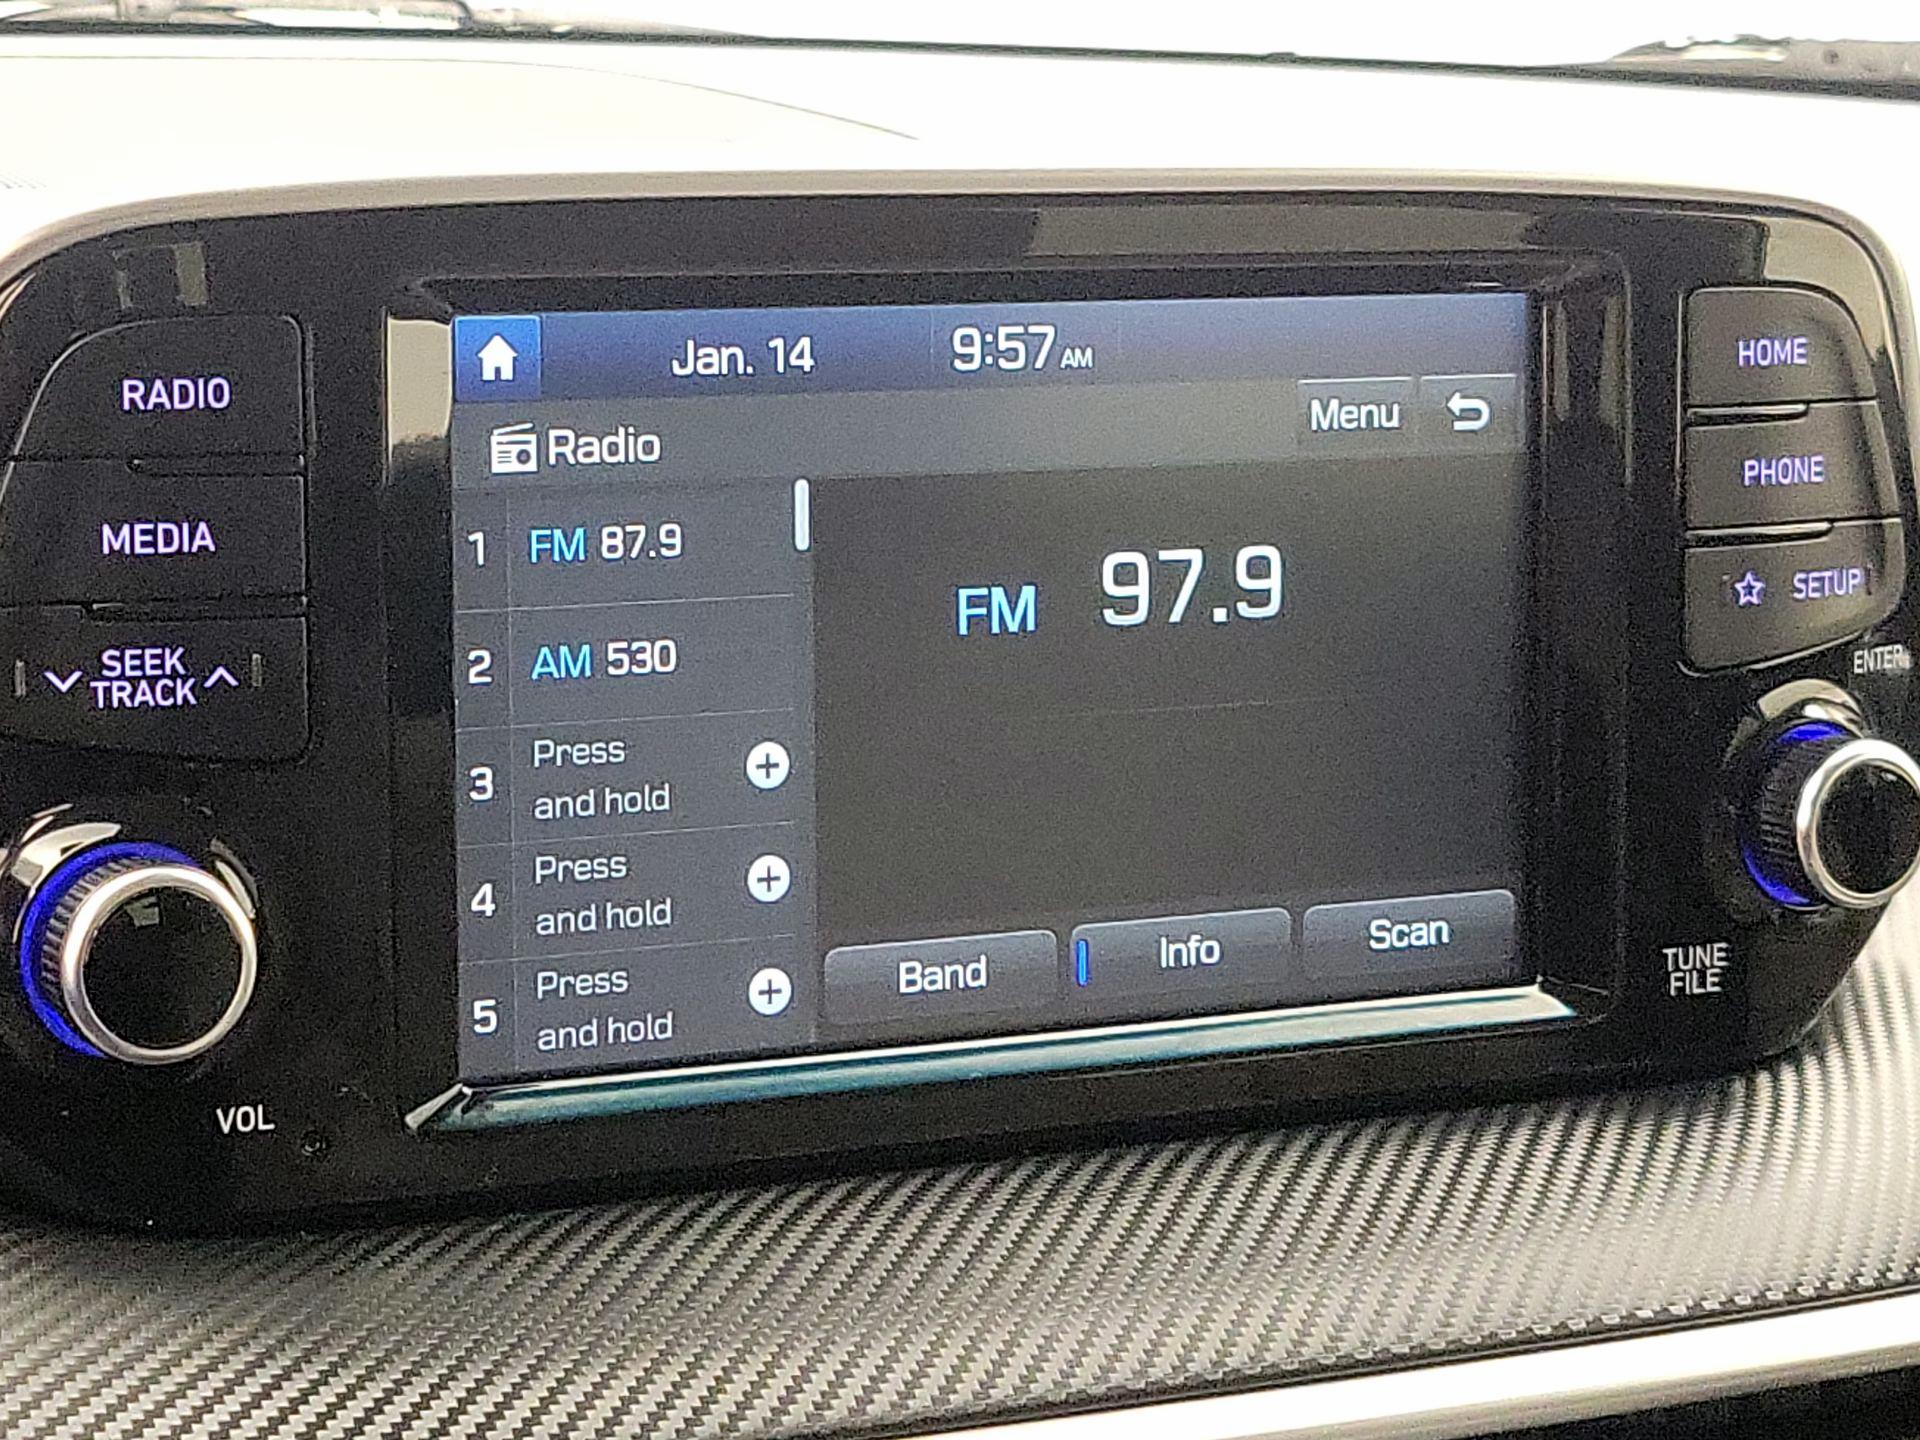 Jan. 14 9:57 AM
Radio
Menu
1 FM 87.9
2 AM 530
3 Press
and hold
4 Press
and hold
5 Press
and hold
FM 97.9
Band Info Scan
RADIO
MEDIA
SEEK
TRACK
VOL
HOME
PHONE
SETUP
ENTER
TUNE
FILE